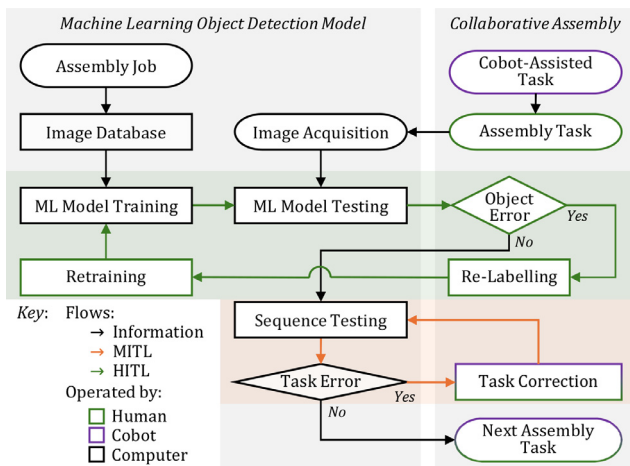 Machine Learning Object Detection Model
Collaborative Assembly
Assembly Job
Cobot-Assisted
Task
Image Database
Image Acquisition
Assembly Task
ML Model Training
ML Model Testing
Object
Error
Yes
No
Retraining
Re-Labelling
Key: Flows:
Information
MITL
HITL
Operated by:
Human
Cobot
Computer
Sequence Testing
Task Error
Yes
No
Task Correction
Next Assembly
Task